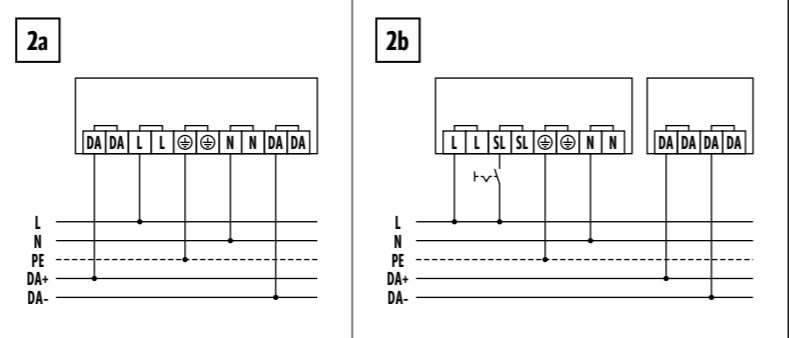 2a
DA DA L L ⏚ ⏚ N N DA DA
L
N
PE
DA+
DA-
2b
L L SL SL ⏚ ⏚ N N
DA DA DA DA
L
N
PE
DA+
DA-